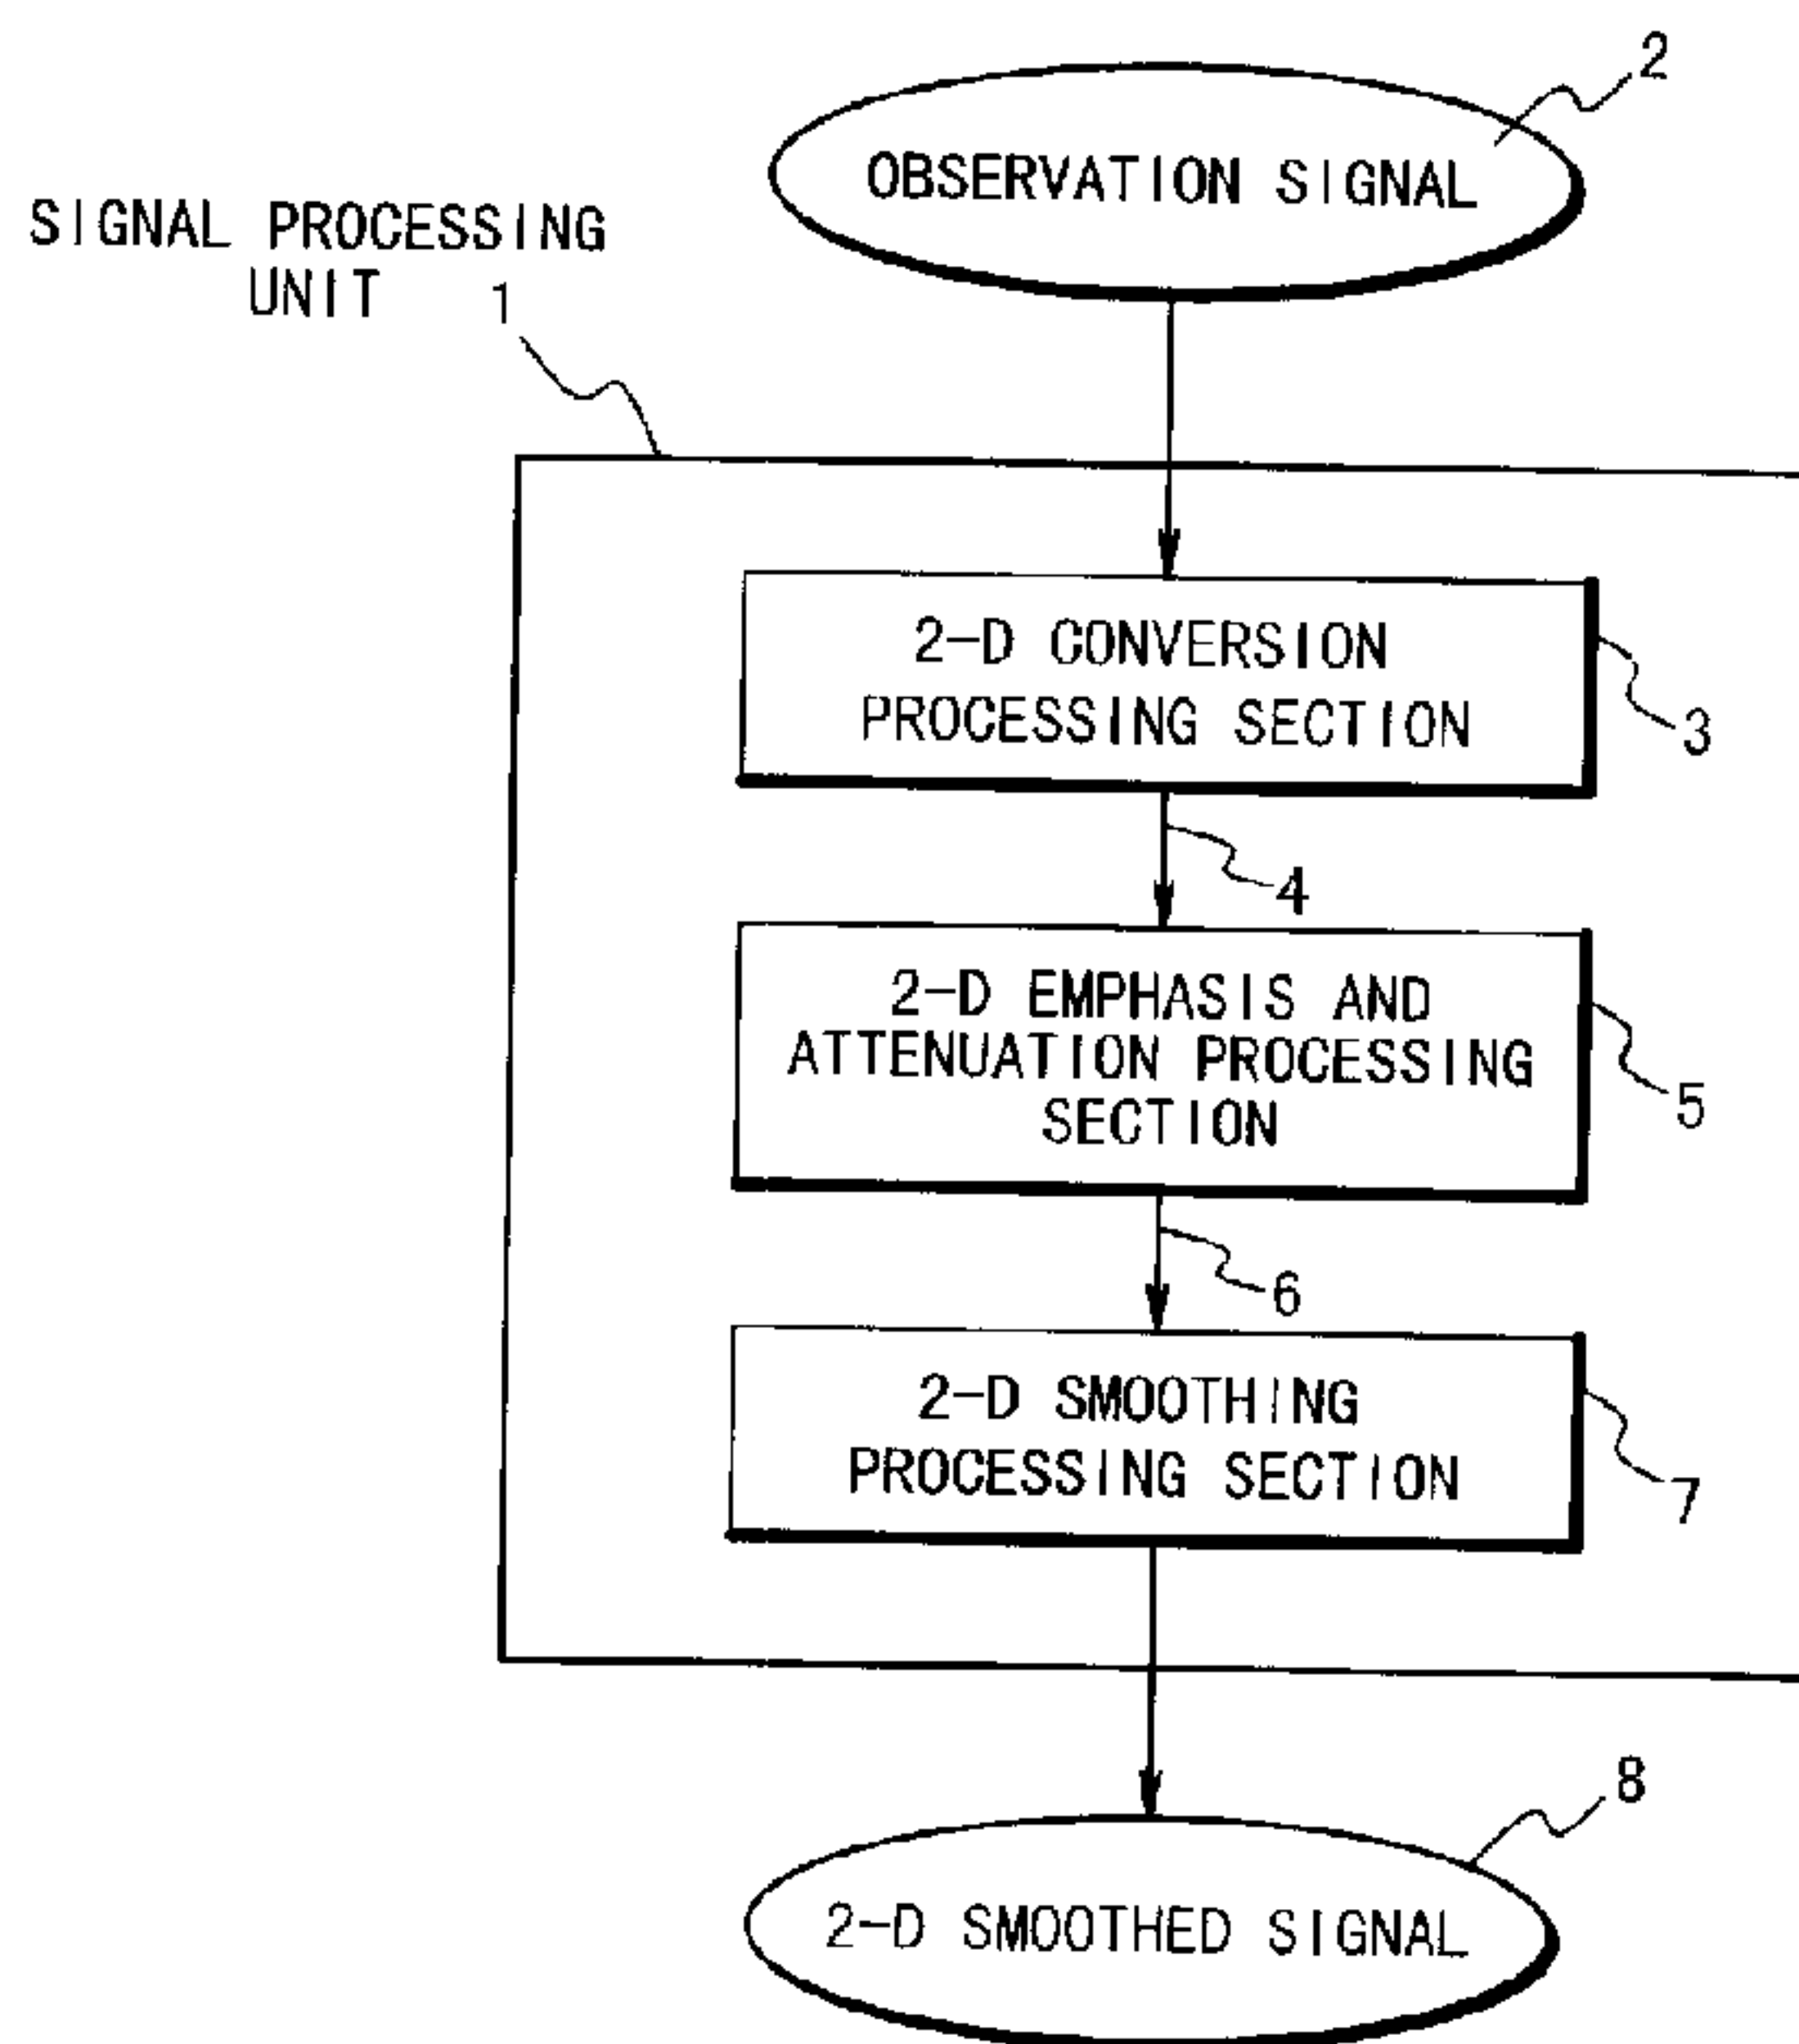 2
OBSERVATION SIGNAL
SIGNAL PROCESSING
UNIT
1
2-D CONVERSION
PROCESSING SECTION
3
4
2-D EMPHASIS AND
ATTENUATION PROCESSING
SECTION
5
6
2-D SMOOTHING
PROCESSING SECTION
7
8
2-D SMOOTHED SIGNAL